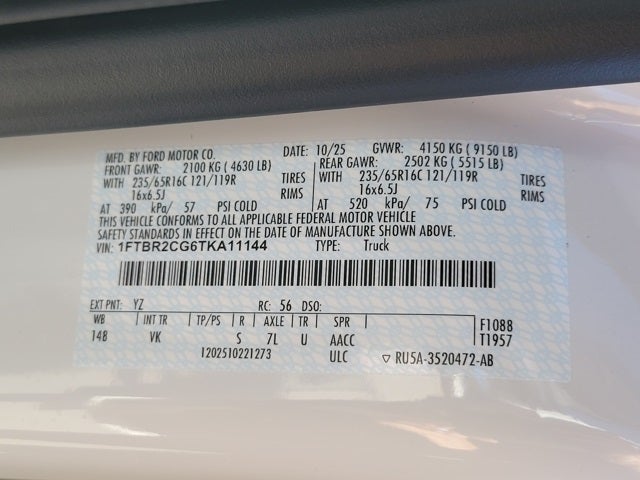 MFD. BY FORD MOTOR CO. DATE: 10/25 GVWR: 4150 KG ( 9150 LB)
FRONT GAWR: 2100 KG ( 4630 LB) REAR GAWR: 2502 KG ( 5515 LB)
WITH 235/65R16C 121/119R TIRES WITH 235/65R16C 121/119R TIRES
16x6.5J RIMS 16x6.5J RIMS
AT 390 kPa/ 57 PSI COLD AT 520 kPa/ 75 PSI COLD
THIS VEHICLE CONFORMS TO ALL APPLICABLE FEDERAL MOTOR VEHICLE
SAFETY STANDARDS IN EFFECT ON THE DATE OF MANUFACTURE SHOWN ABOVE.
VIN: 1FTBR2CG6TKA11144 TYPE: Truck
EXT PNT: YZ RC: 56 DSO:
WB INT TR TP/PS R AXLE TR SPR F1088
148 VK S 7L U AACC T1957
1202510221273 ULC ▽ RU5A-3520472-AB